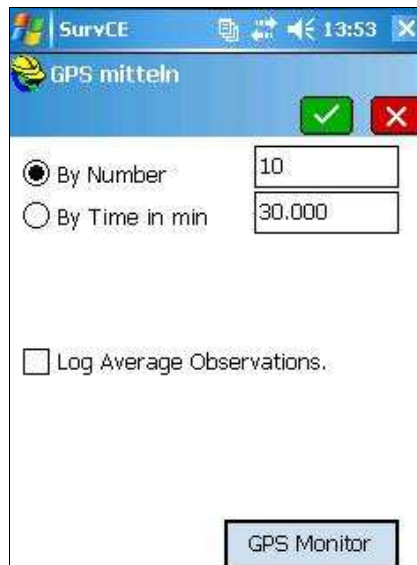 SurvCE 13:53
GPS mitteln
By Number 10
By Time in min 30.000
Log Average Observations.
GPS Monitor